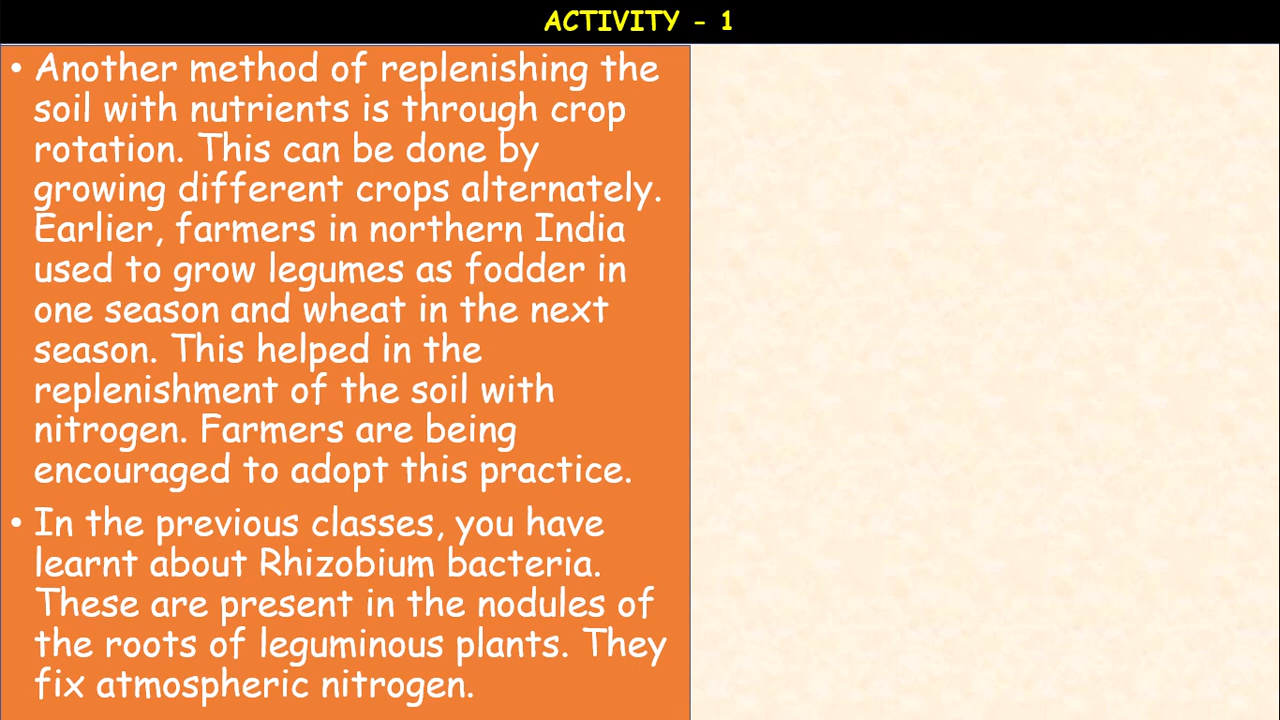 ACTIVITY - 1
• Another method of replenishing the
soil with nutrients is through crop
rotation. This can be done by
growing different crops alternately.
Earlier, farmers in northern India
used to grow legumes as fodder in
one season and wheat in the next
season. This helped in the
replenishment of the soil with
nitrogen. Farmers are being
encouraged to adopt this practice.
• In the previous classes, you have
learnt about Rhizobium bacteria.
These are present in the nodules of
the roots of leguminous plants. They
fix atmospheric nitrogen.